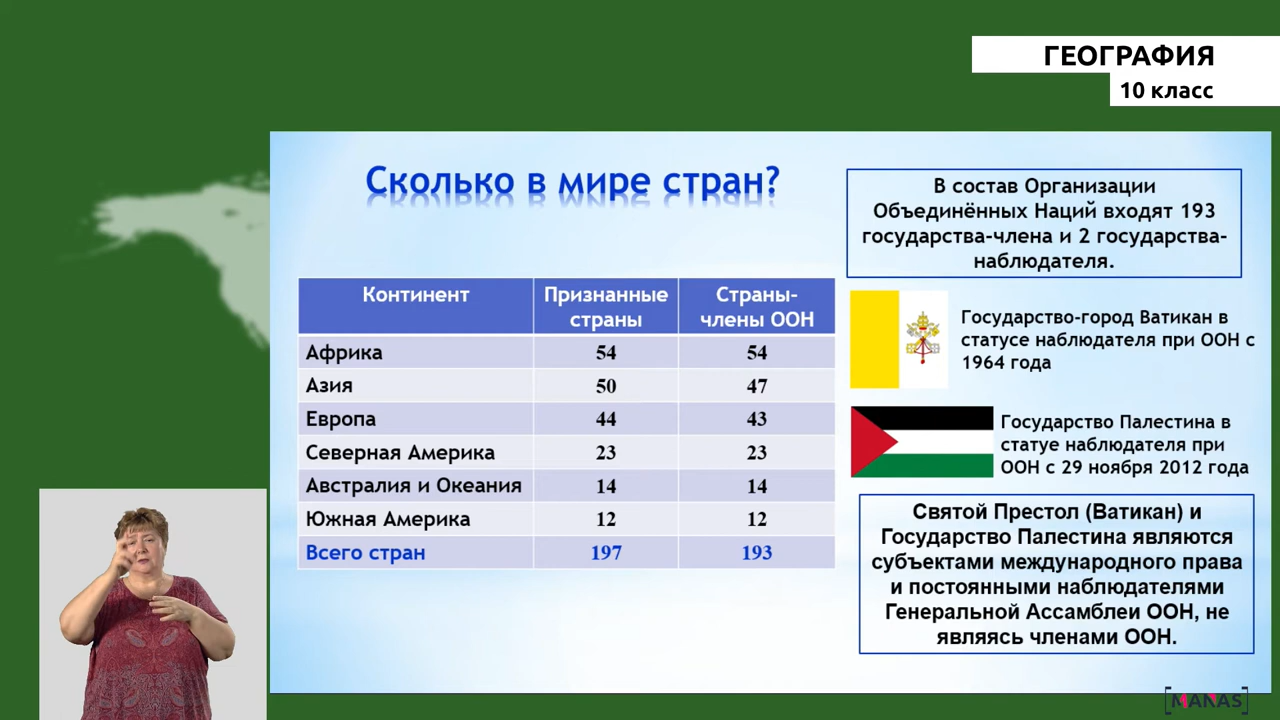 ГЕОГРАФИЯ
10 класс
Сколько в мире стран?
Континент Признанные страны Страны-члены ООН
Африка 54 54
Азия 50 47
Европа 44 43
Северная Америка 23 23
Австралия и Океания 14 14
Южная Америка 12 12
Всего стран 197 193
В состав Организации
Объединённых Наций входят 193
государства-члена и 2 государства-
наблюдателя.
Государство-город Ватикан в
статусе наблюдателя при ООН с
1964 года
Государство Палестина в
статуе наблюдателя при
ООН с 29 ноября 2012 года
Святой Престол (Ватикан) и
Государство Палестина являются
субъектами международного права
и постоянными наблюдателями
Генеральной Ассамблеи ООН, не
являясь членами ООН.
[MANAS]